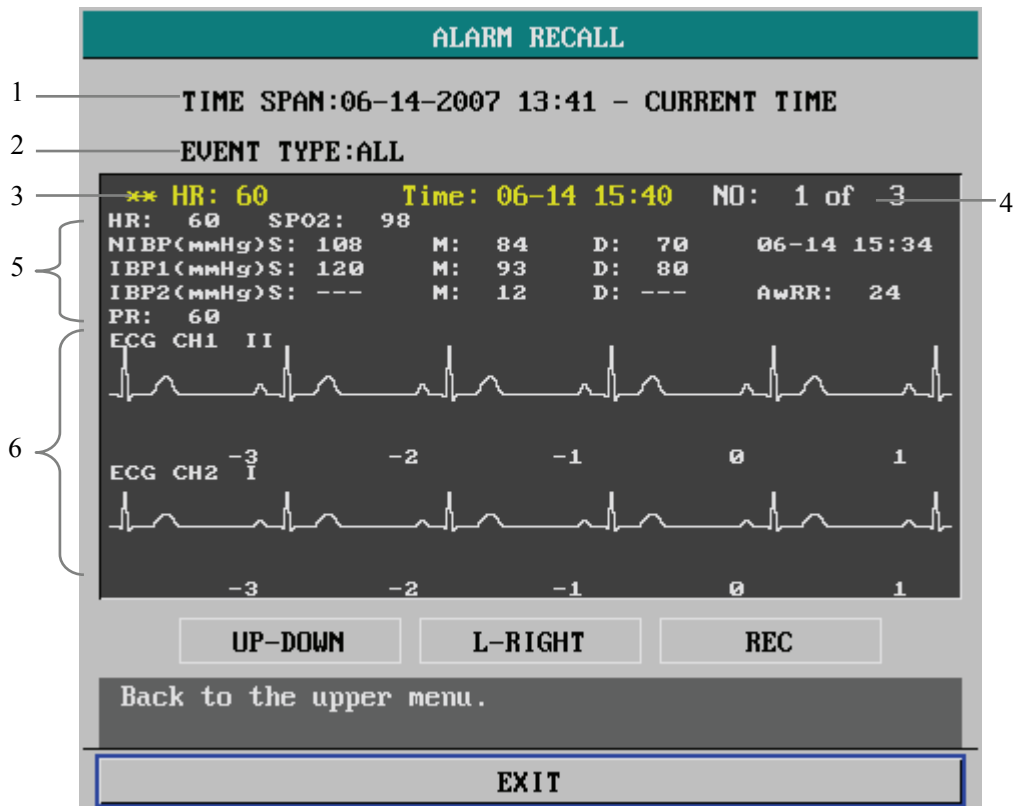 ALARM RECALL
1 TIME SPAN:06-14-2007 13:41 - CURRENT TIME
2 EVENT TYPE:ALL
3 ** HR: 60 Time: 06-14 15:40 NO: 1 of 3 4
HR: 60 SPO2: 98
NIBP(mmHg)S: 108 M: 84 D: 70 06-14 15:34
5 IBP1(mmHg)S: 120 M: 93 D: 80
IBP2(mmHg)S: --- M: 12 D: --- AwRR: 24
PR: 60
ECG CH1 II
6
-3 -2 -1 0 1
ECG CH2 I
-3 -2 -1 0 1
UP-DOWN L-RIGHT REC
Back to the upper menu.
EXIT